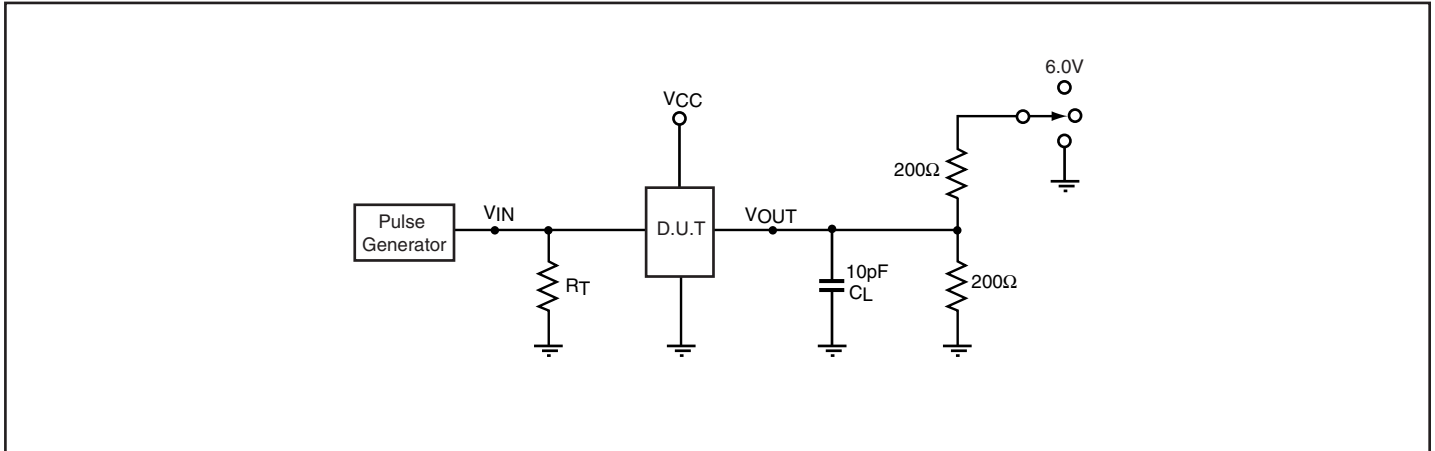 6.0V
VCC
200Ω
Pulse
Generator
VIN
D.U.T
VOUT
RT
10pF
CL
200Ω